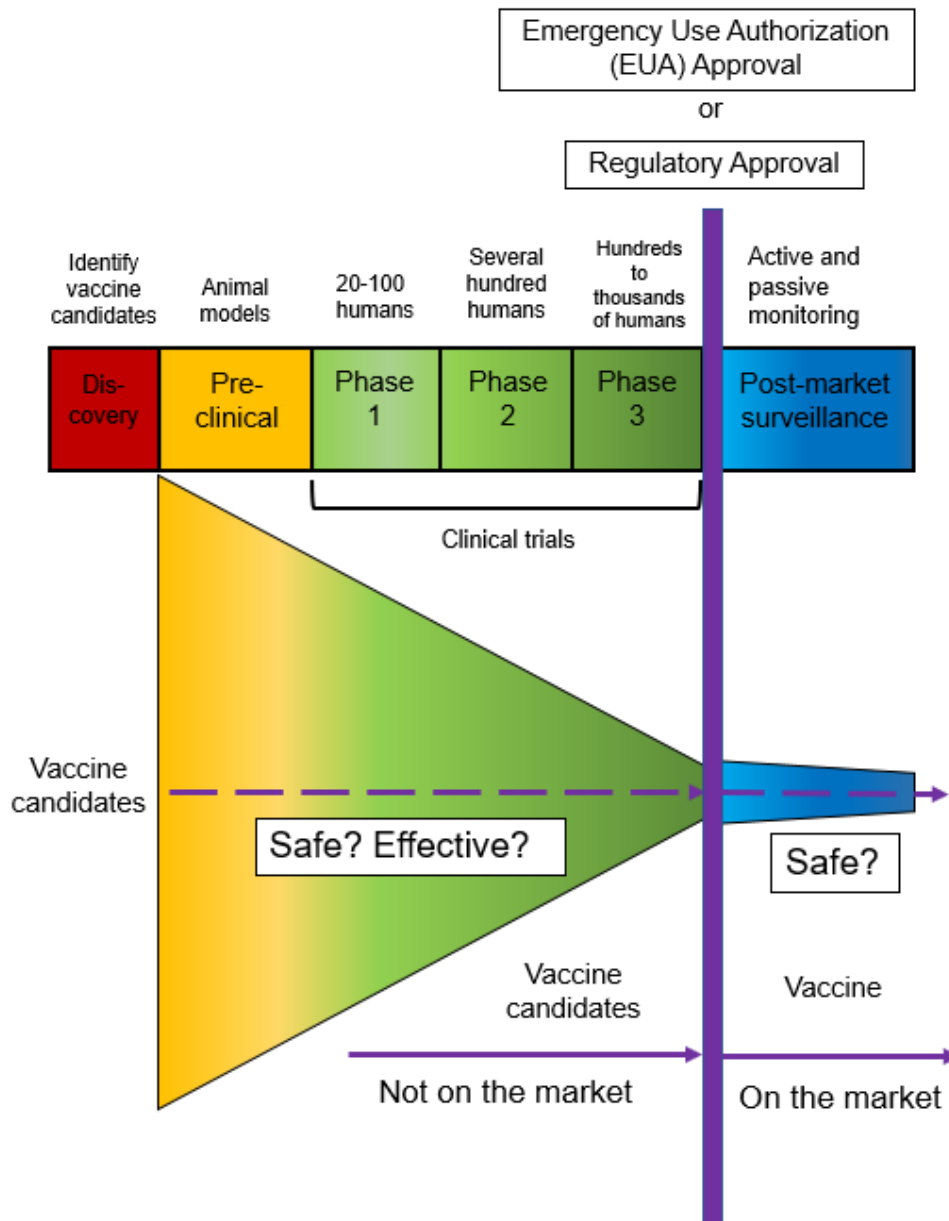 Emergency Use Authorization
(EUA) Approval
or
Regulatory Approval
Identify
vaccine
candidates
Animal
models
20-100
humans
Several
hundred
humans
Hundreds
to
thousands
of humans
Active and
passive
monitoring
Dis-
covery
Pre-
clinical
Phase
1
Phase
2
Phase
3
Post-market
surveillance
Clinical trials
Vaccine
candidates
Safe? Effective?
Safe?
Vaccine
candidates
Vaccine
Not on the market
On the market